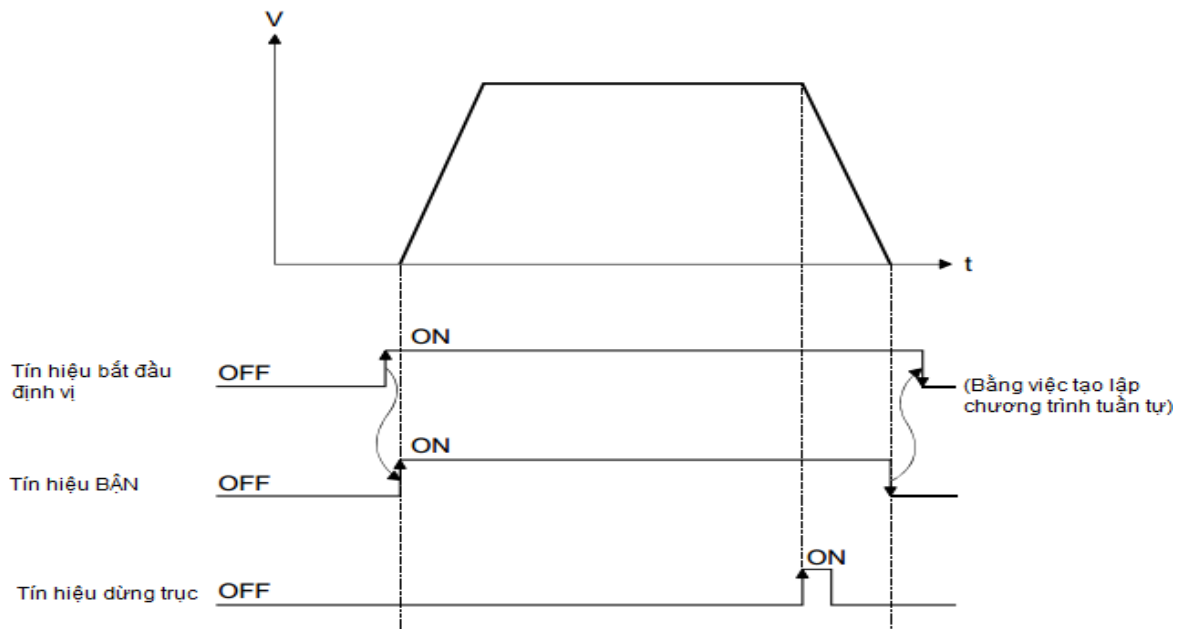 V
t
ON
Tín hiệu bắt đầu
định vị
OFF
(Bằng việc tạo lập
chương trình tuần tự)
ON
Tín hiệu BẬN
OFF
ON
Tín hiệu dừng trục
OFF